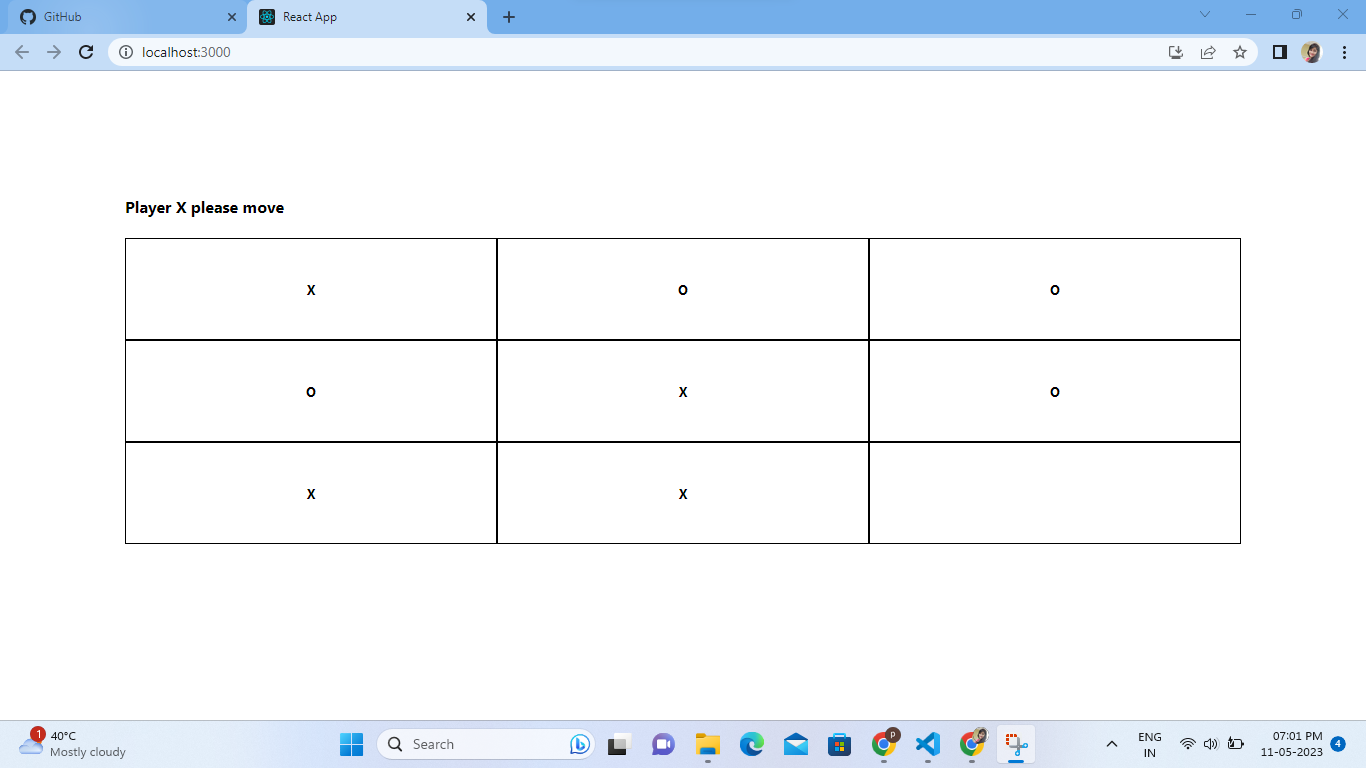 GitHub
React App
localhost:3000
Player X please move
X O O
O X O
X X
1
40°C
Mostly cloudy
Search
P
ENG
IN
07:01 PM
11-05-2023
4